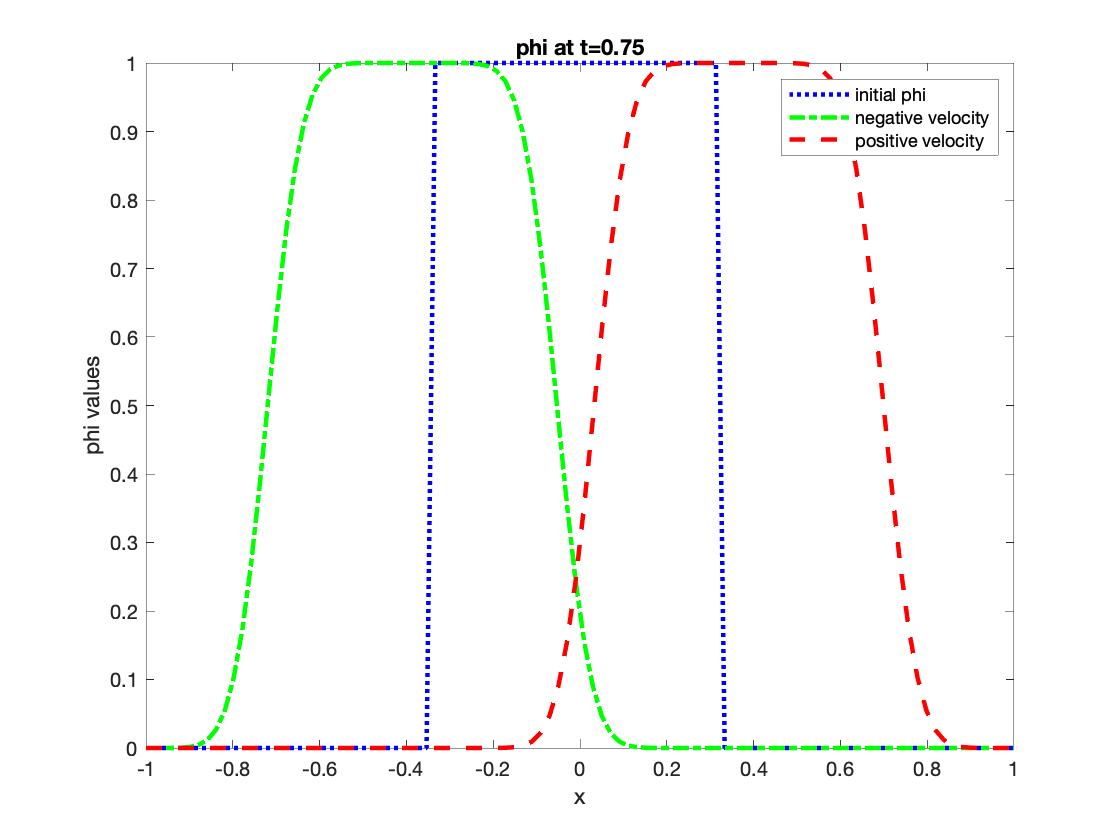 phi at t=0.75
initial phi
negative velocity
positive velocity
1
0.9
0.8
0.7
0.6
0.5
0.4
0.3
0.2
0.1
0
phi values
-1 -0.8 -0.6 -0.4 -0.2 0 0.2 0.4 0.6 0.8 1
x